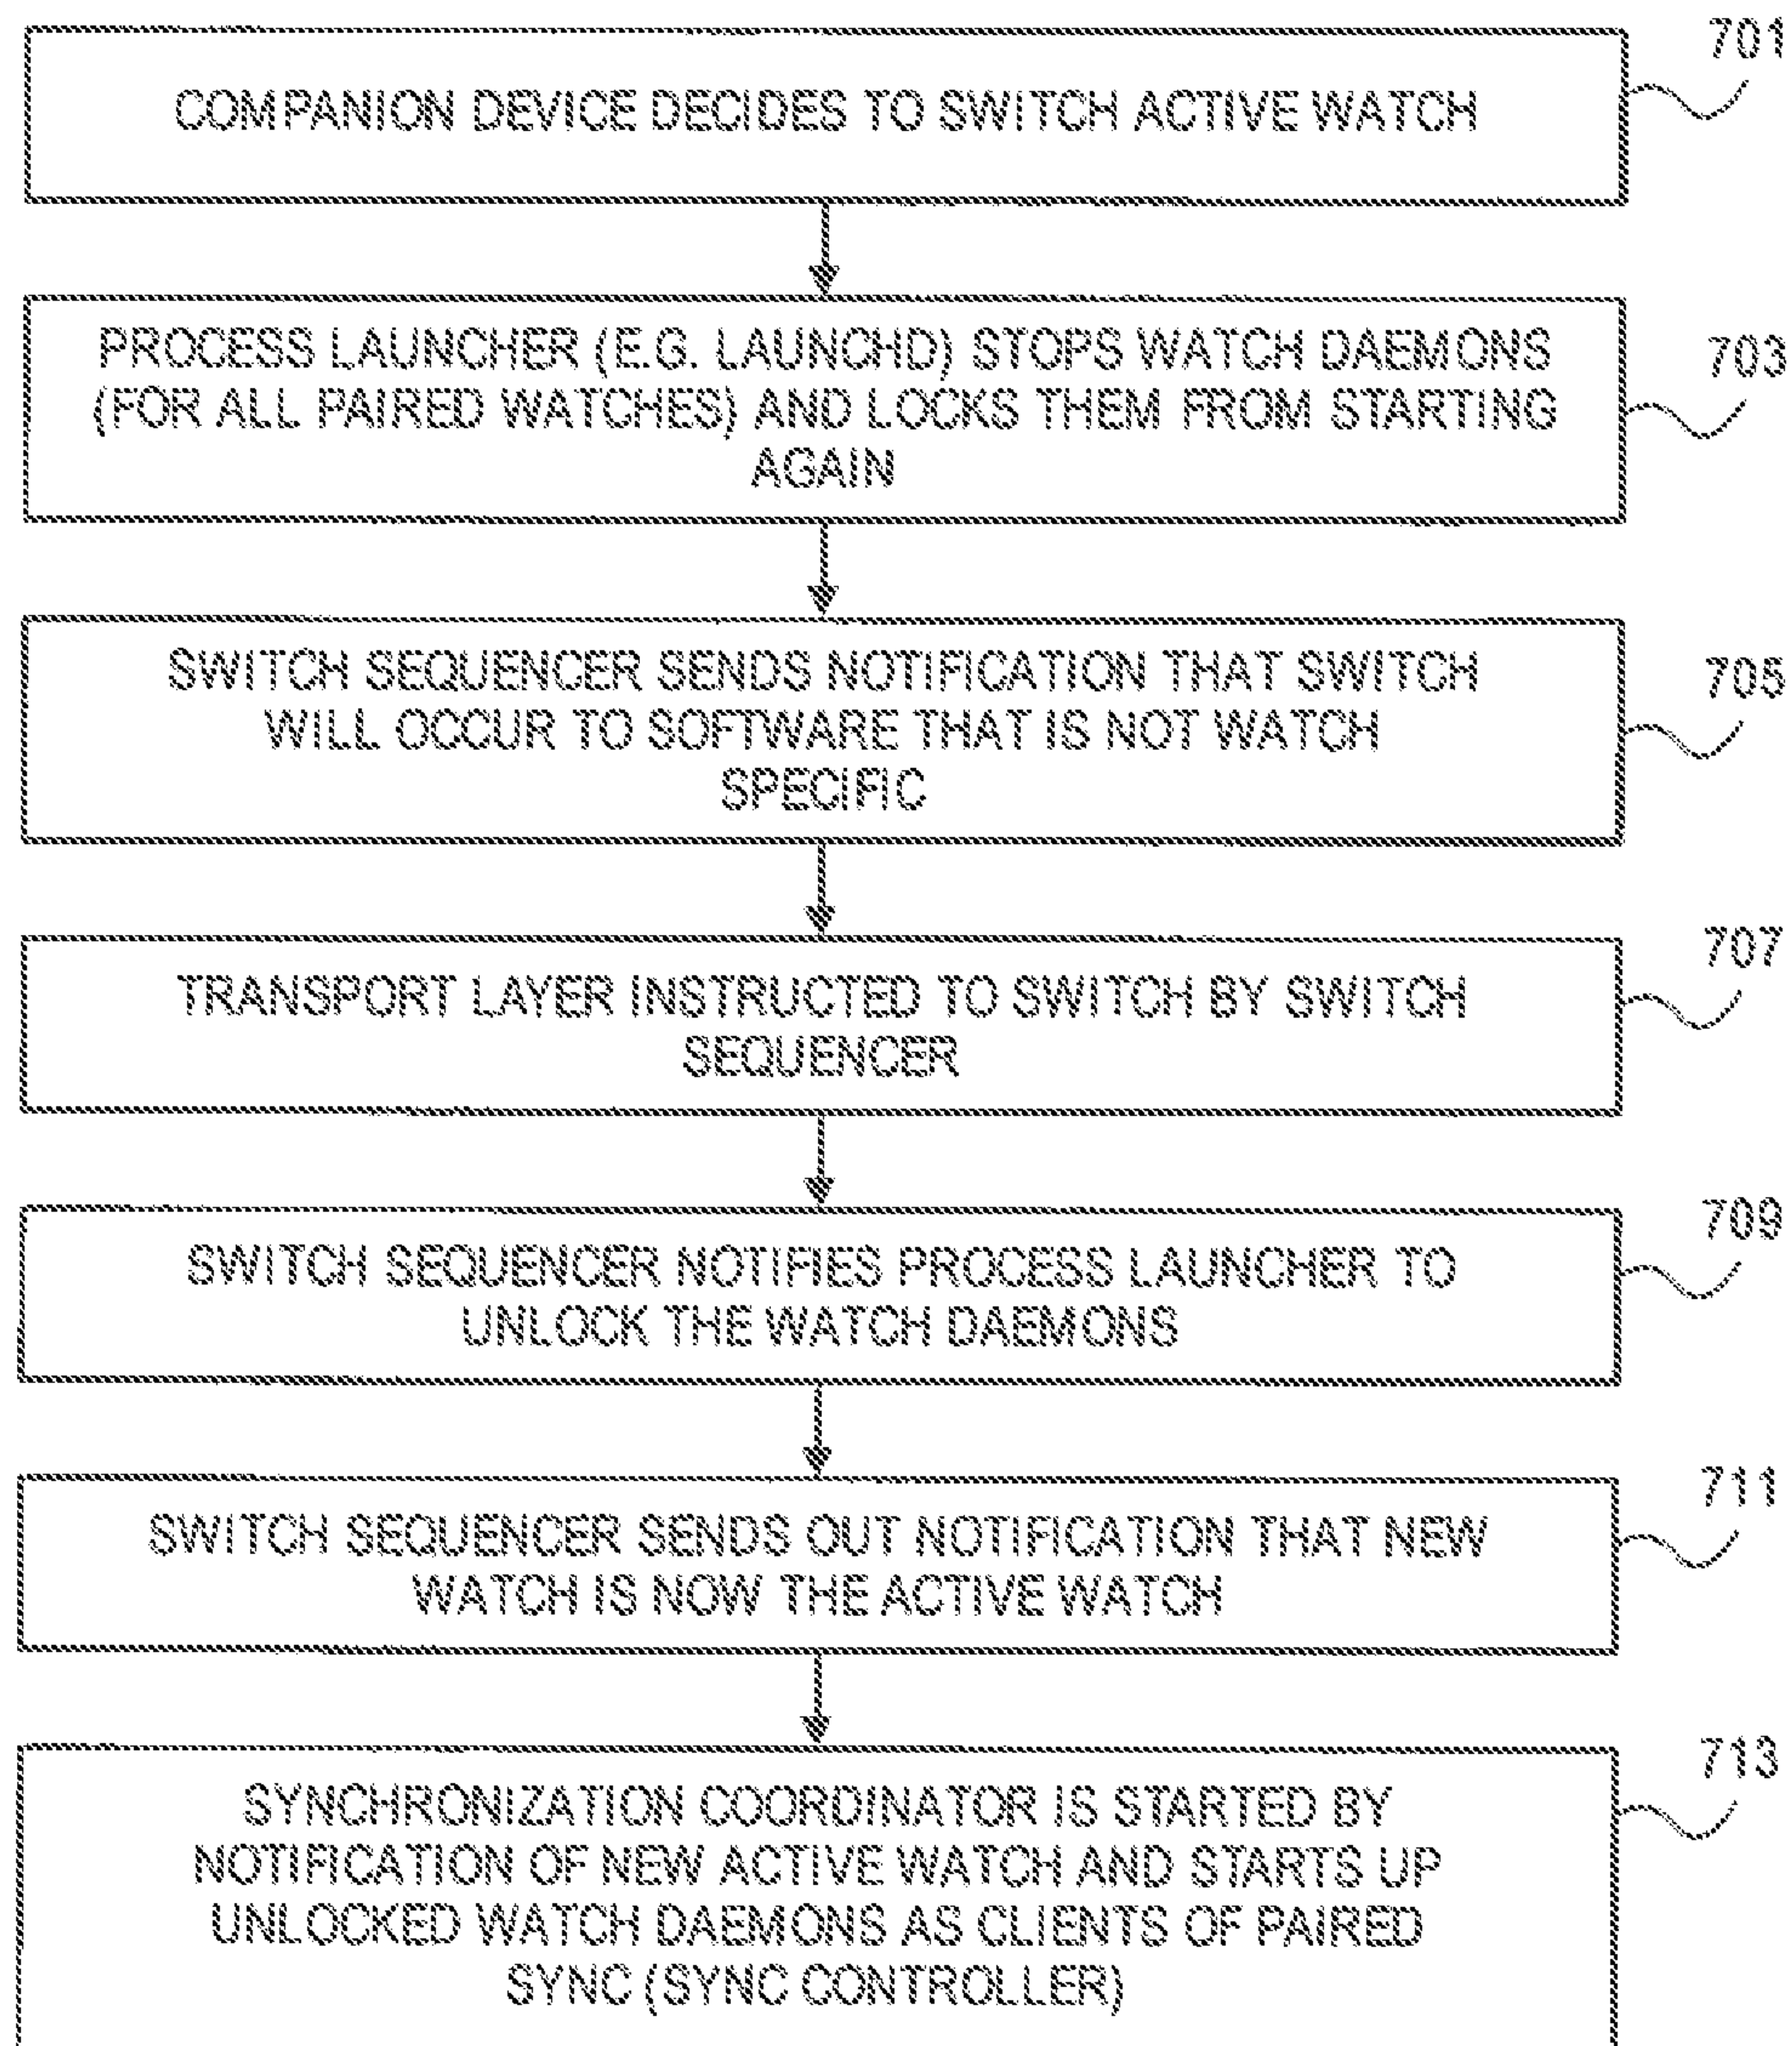 701
COMPANION DEVICE DECIDES TO SWITCH ACTIVE WATCH
703
PROCESS LAUNCHER (E.G. LAUNCHD) STOPS WATCH DAEMONS
(FOR ALL PAIRED WATCHES) AND LOCKS THEM FROM STARTING
AGAIN
705
SWITCH SEQUENCER SENDS NOTIFICATION THAT SWITCH
WILL OCCUR TO SOFTWARE THAT IS NOT WATCH
SPECIFIC
707
TRANSPORT LAYER INSTRUCTED TO SWITCH BY SWITCH
SEQUENCER
709
SWITCH SEQUENCER NOTIFIES PROCESS LAUNCHER TO
UNLOCK THE WATCH DAEMONS
711
SWITCH SEQUENCER SENDS OUT NOTIFICATION THAT NEW
WATCH IS NOW THE ACTIVE WATCH
713
SYNCHRONIZATION COORDINATOR IS STARTED BY
NOTIFICATION OF NEW ACTIVE WATCH AND STARTS UP
UNLOCKED WATCH DAEMONS AS CLIENTS OF PAIRED
SYNC (SYNC CONTROLLER)